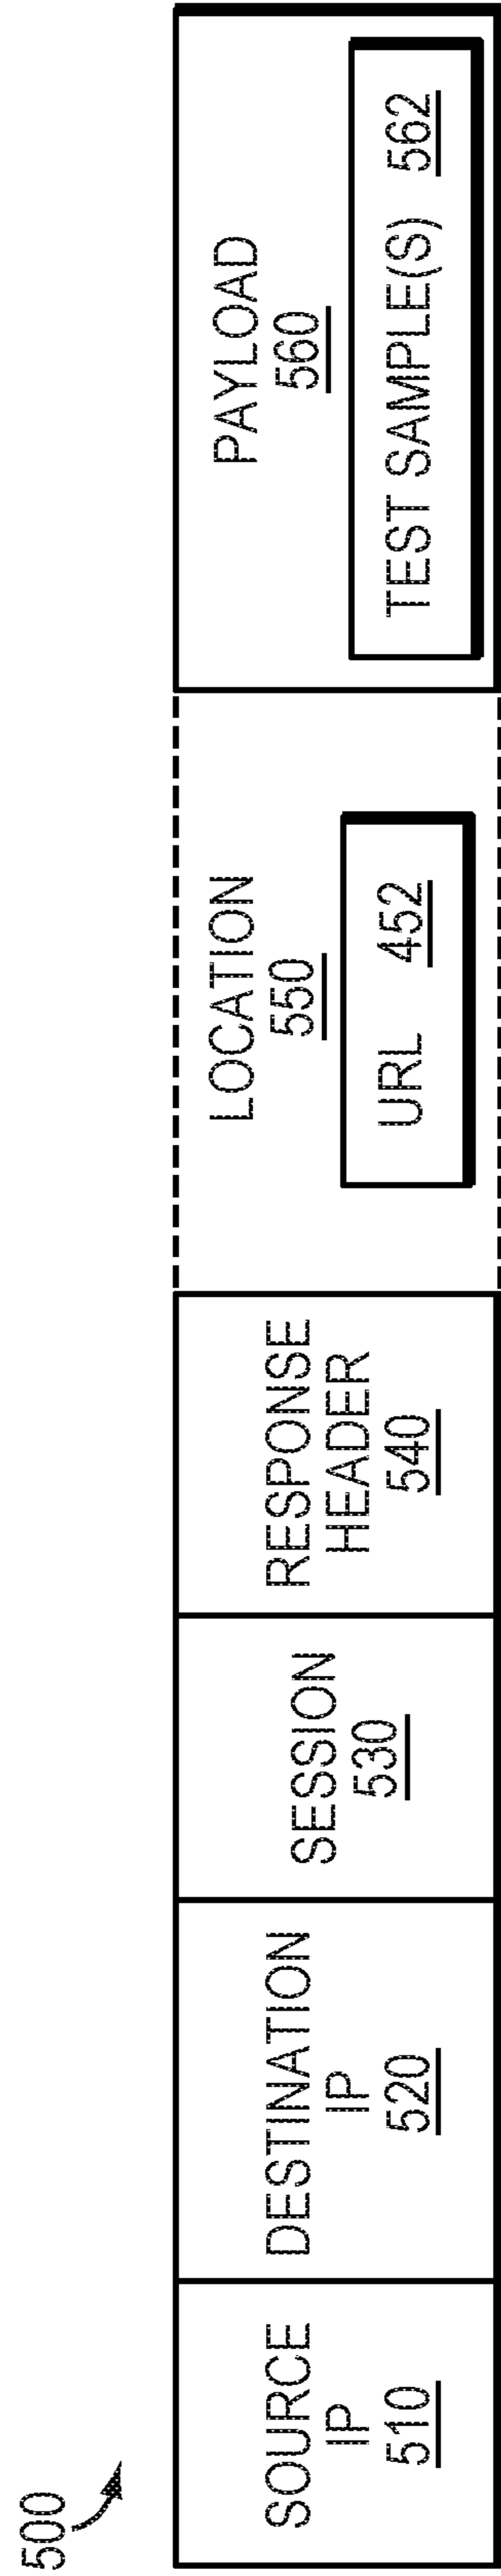 500
SOURCE
IP
510
DESTINATION
IP
520
SESSION
530
RESPONSE
HEADER
540
LOCATION
550
URL 452
PAYLOAD
560
TEST SAMPLE(S) 562